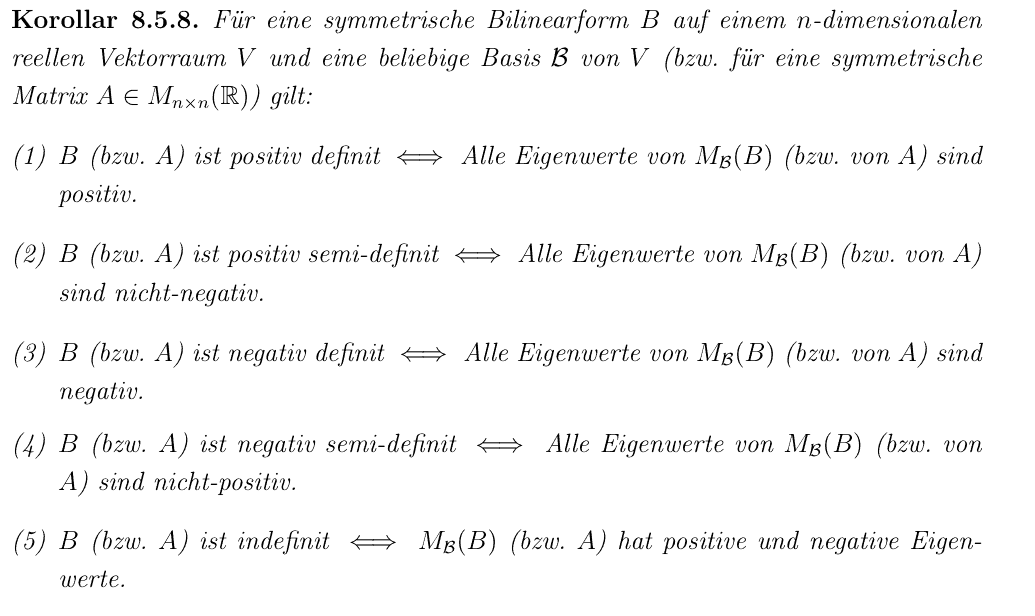 Korollar 8.5.8. Für eine symmetrische Bilinearform B auf einem n-dimensionalen
reellen Vektorraum V und eine beliebige Basis ℬ von V (bzw. für eine symmetrische
Matrix A ∈ Mₙₓₙ(ℝ)) gilt:
(1) B (bzw. A) ist positiv definit ⟺ Alle Eigenwerte von M_ℬ(B) (bzw. von A) sind
positiv.
(2) B (bzw. A) ist positiv semi-definit ⟺ Alle Eigenwerte von M_ℬ(B) (bzw. von A)
sind nicht-negativ.
(3) B (bzw. A) ist negativ definit ⟺ Alle Eigenwerte von M_ℬ(B) (bzw. von A) sind
negativ.
(4) B (bzw. A) ist negativ semi-definit ⟺ Alle Eigenwerte von M_ℬ(B) (bzw. von
A) sind nicht-positiv.
(5) B (bzw. A) ist indefinit ⟺ M_ℬ(B) (bzw. A) hat positive und negative Eigen-
werte.